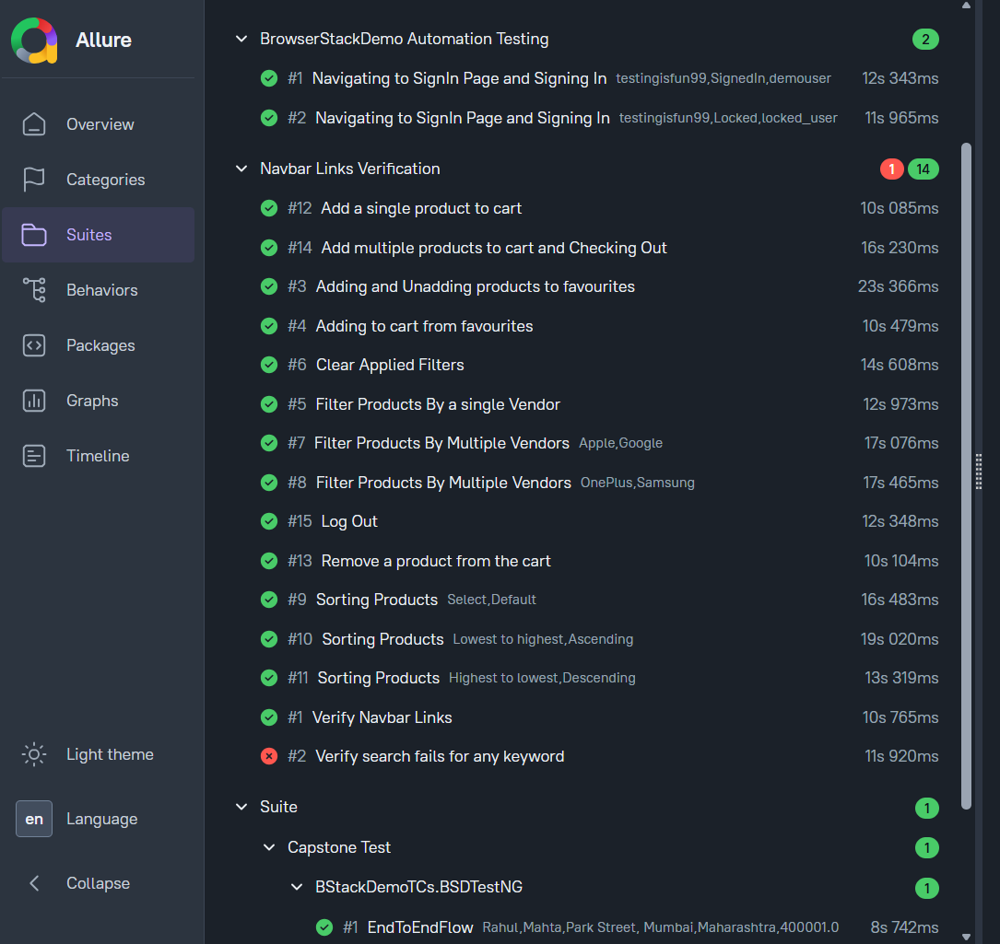 Allure
Overview
Categories
Suites
Behaviors
Packages
Graphs
Timeline
Light theme
en Language
Collapse
BrowserStackDemo Automation Testing 2
#1 Navigating to SignIn Page and Signing In testingisfun99,SignedIn,demouser 12s 343ms
#2 Navigating to SignIn Page and Signing In testingisfun99,Locked,locked_user 11s 965ms
Navbar Links Verification 1 14
#12 Add a single product to cart 10s 085ms
#14 Add multiple products to cart and Checking Out 16s 230ms
#3 Adding and Unadding products to favourites 23s 366ms
#4 Adding to cart from favourites 10s 479ms
#6 Clear Applied Filters 14s 608ms
#5 Filter Products By a single Vendor 12s 973ms
#7 Filter Products By Multiple Vendors Apple,Google 17s 076ms
#8 Filter Products By Multiple Vendors OnePlus,Samsung 17s 465ms
#15 Log Out 12s 348ms
#13 Remove a product from the cart 10s 104ms
#9 Sorting Products Select,Default 16s 483ms
#10 Sorting Products Lowest to highest,Ascending 19s 020ms
#11 Sorting Products Highest to lowest,Descending 13s 319ms
#1 Verify Navbar Links 10s 765ms
#2 Verify search fails for any keyword 11s 920ms
Suite 1
Capstone Test 1
BStackDemoTCs.BSDTestNG 1
#1 EndToEndFlow Rahul,Mahta,Park Street, Mumbai,Maharashtra,400001.0 8s 742ms